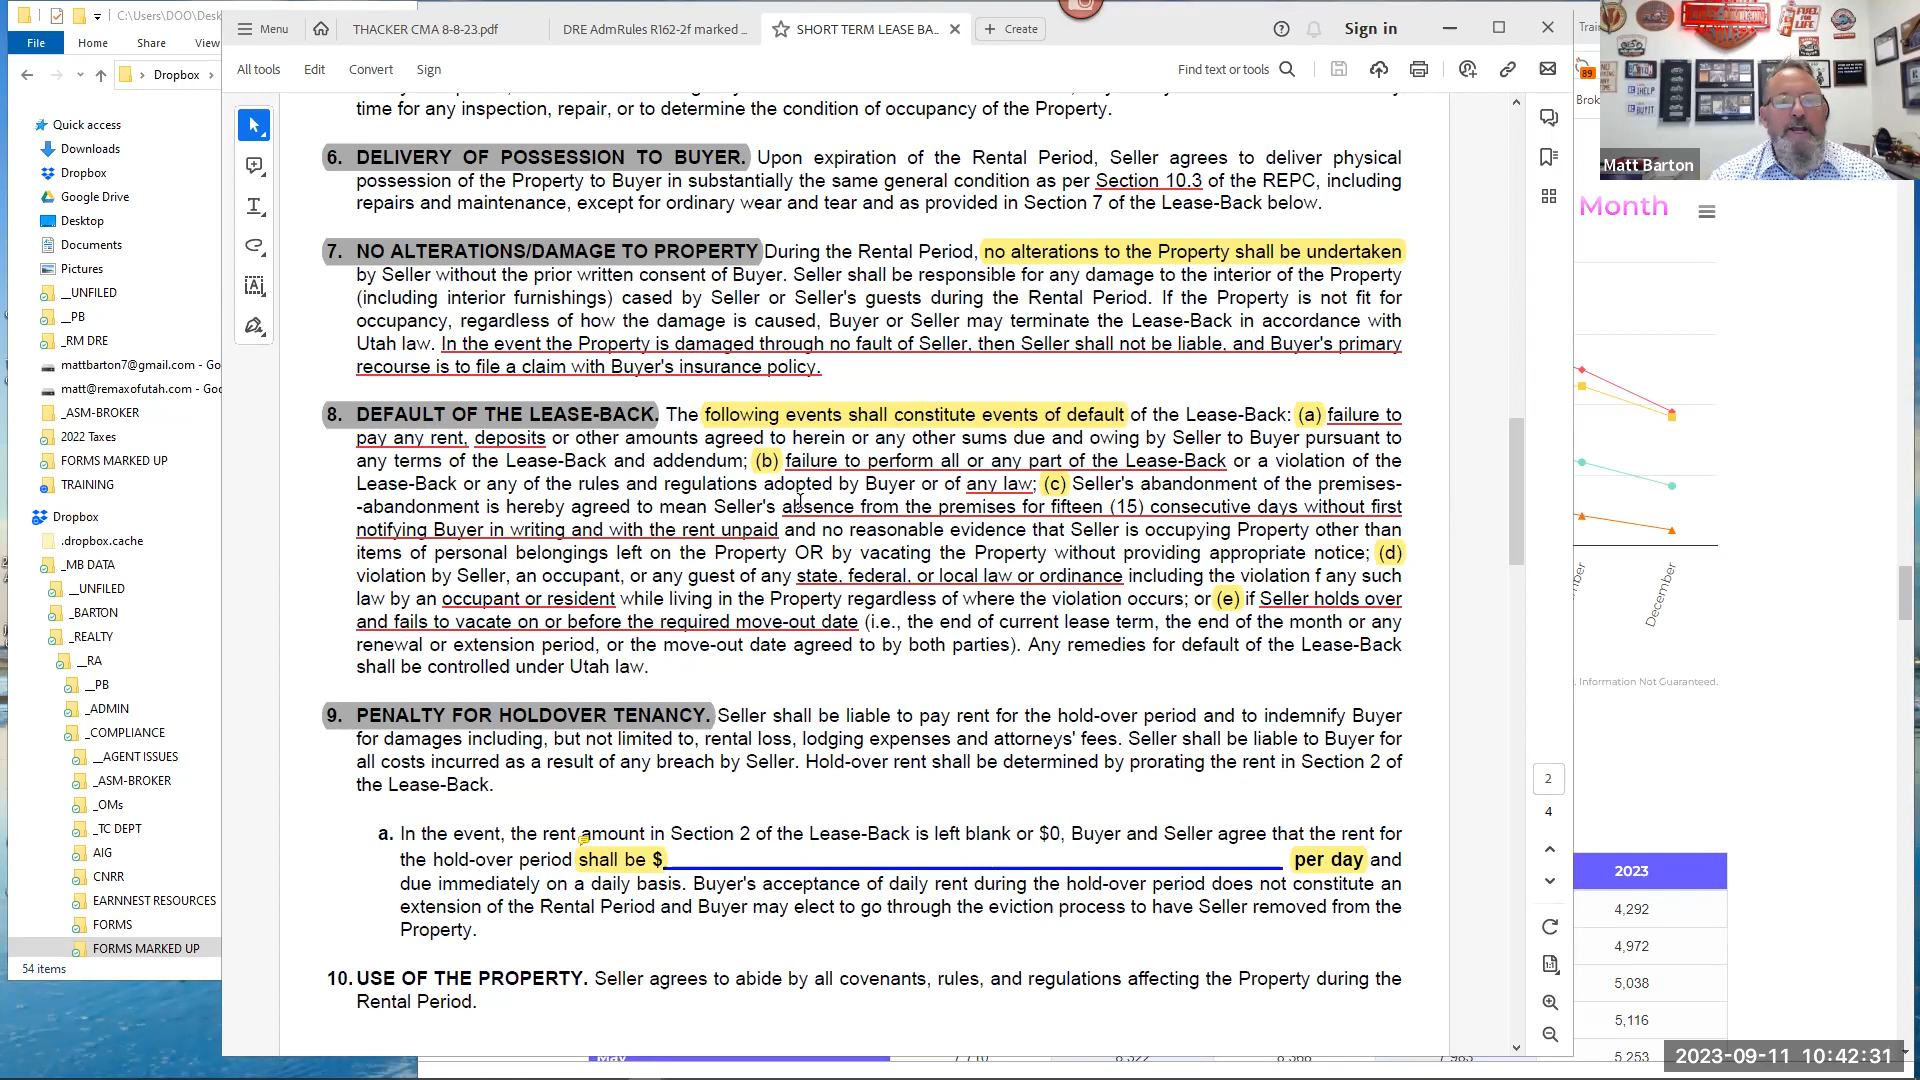 C:\Users\DOO\Desk
File Home Share View
Dropbox
Quick access
Downloads
Dropbox
Google Drive
Desktop
Documents
Pictures
__UNFILED
__PB
_RM DRE
mattbarton7@gmail.com - Go
matt@remaxofutah.com - Goo
_ASM-BROKER
2022 Taxes
FORMS MARKED UP
TRAINING
Dropbox
.dropbox.cache
_MB DATA
__UNFILED
_BARTON
_REALTY
__RA
__PB
_ADMIN
_COMPLIANCE
__AGENT ISSUES
_ASM-BROKER
_OMs
_TC DEPT
AIG
CNRR
EARNNEST RESOURCES
FORMS
FORMS MARKED UP
54 items
Menu THACKER CMA 8-8-23.pdf DRE AdmRules R162-2f marked ... SHORT TERM LEASE BA... Create Sign in
All tools Edit Convert Sign Find text or tools
time for any inspection, repair, or to determine the condition of occupancy of the Property.
6. DELIVERY OF POSSESSION TO BUYER. Upon expiration of the Rental Period, Seller agrees to deliver physical
possession of the Property to Buyer in substantially the same general condition as per Section 10.3 of the REPC, including
repairs and maintenance, except for ordinary wear and tear and as provided in Section 7 of the Lease-Back below.
7. NO ALTERATIONS/DAMAGE TO PROPERTY During the Rental Period, no alterations to the Property shall be undertaken
by Seller without the prior written consent of Buyer. Seller shall be responsible for any damage to the interior of the Property
(including interior furnishings) cased by Seller or Seller's guests during the Rental Period. If the Property is not fit for
occupancy, regardless of how the damage is caused, Buyer or Seller may terminate the Lease-Back in accordance with
Utah law. In the event the Property is damaged through no fault of Seller, then Seller shall not be liable, and Buyer's primary
recourse is to file a claim with Buyer's insurance policy.
8. DEFAULT OF THE LEASE-BACK. The following events shall constitute events of default of the Lease-Back: (a) failure to
pay any rent, deposits or other amounts agreed to herein or any other sums due and owing by Seller to Buyer pursuant to
any terms of the Lease-Back and addendum; (b) failure to perform all or any part of the Lease-Back or a violation of the
Lease-Back or any of the rules and regulations adopted by Buyer or of any law; (c) Seller's abandonment of the premises-
-abandonment is hereby agreed to mean Seller's absence from the premises for fifteen (15) consecutive days without first
notifying Buyer in writing and with the rent unpaid and no reasonable evidence that Seller is occupying Property other than
items of personal belongings left on the Property OR by vacating the Property without providing appropriate notice; (d)
violation by Seller, an occupant, or any guest of any state, federal, or local law or ordinance including the violation f any such
law by an occupant or resident while living in the Property regardless of where the violation occurs; or (e) if Seller holds over
and fails to vacate on or before the required move-out date (i.e., the end of current lease term, the end of the month or any
renewal or extension period, or the move-out date agreed to by both parties). Any remedies for default of the Lease-Back
shall be controlled under Utah law.
9. PENALTY FOR HOLDOVER TENANCY. Seller shall be liable to pay rent for the hold-over period and to indemnify Buyer
for damages including, but not limited to, rental loss, lodging expenses and attorneys' fees. Seller shall be liable to Buyer for
all costs incurred as a result of any breach by Seller. Hold-over rent shall be determined by prorating the rent in Section 2 of
the Lease-Back.
a. In the event, the rent amount in Section 2 of the Lease-Back is left blank or $0, Buyer and Seller agree that the rent for
the hold-over period shall be $ per day and
due immediately on a daily basis. Buyer's acceptance of daily rent during the hold-over period does not constitute an
extension of the Rental Period and Buyer may elect to go through the eviction process to have Seller removed from the
Property.
10. USE OF THE PROPERTY. Seller agrees to abide by all covenants, rules, and regulations affecting the Property during the
Rental Period.
2
4
89
Brok
Matt Barton
Month
December
. Information Not Guaranteed.
2023
4,292
4,972
5,038
5,116
5,253
May
2023-09-11 10:42:31